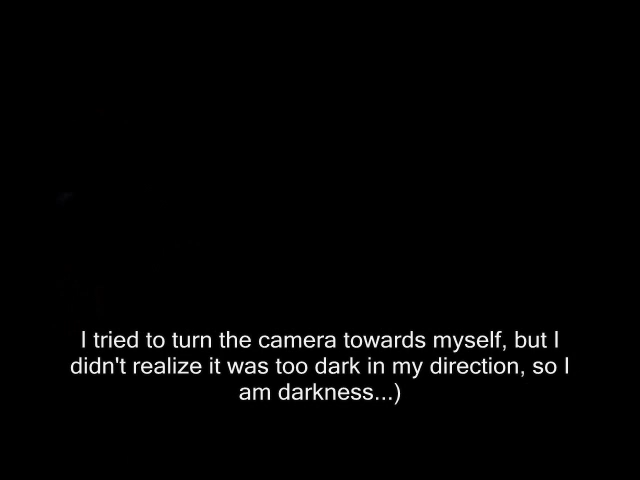 I tried to turn the camera towards myself, but I
didn't realize it was too dark in my direction, so I
am darkness...)